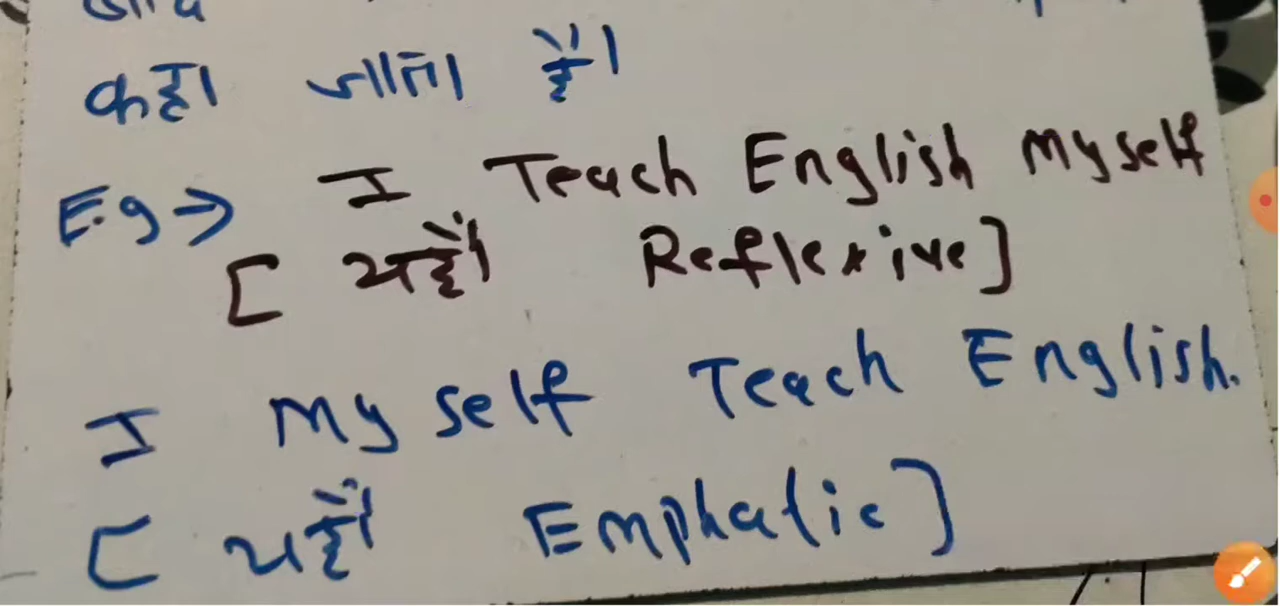 कहा जाता है।
E.g → I Teach English Myself
[ यहाँ Reflexive ]
I Myself Teach English.
[ यहाँ Emphatic ]